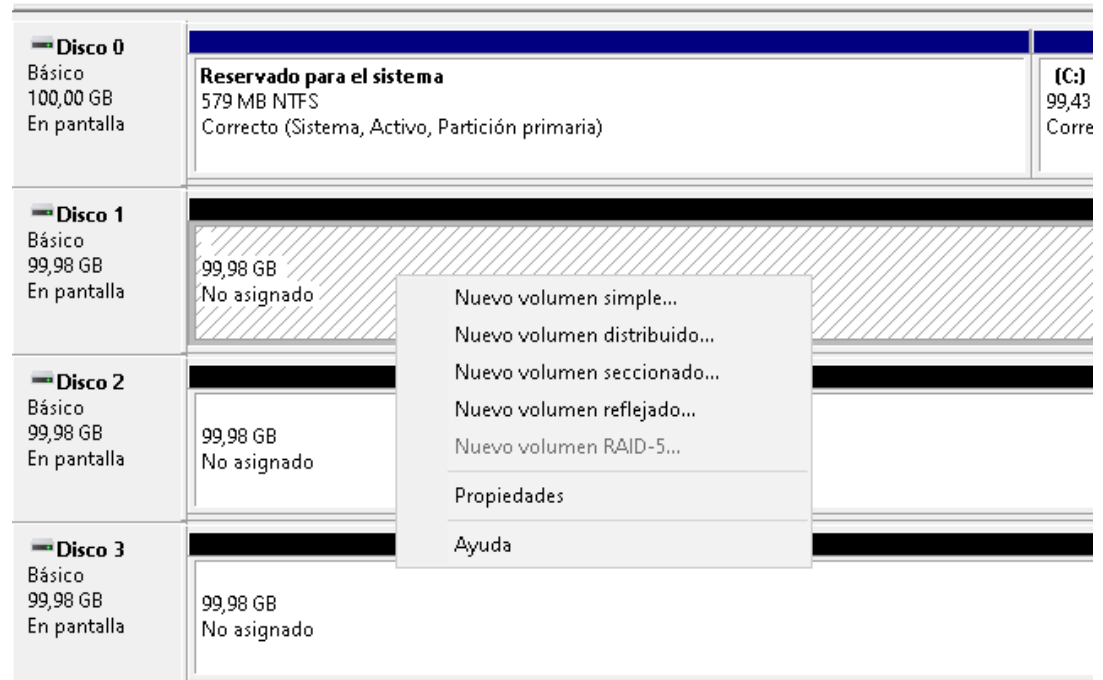 Disco 0
Básico
100,00 GB
En pantalla
Reservado para el sistema
579 MB NTFS
Correcto (Sistema, Activo, Partición primaria)
(C:)
99,43
Corre
Disco 1
Básico
99,98 GB
En pantalla
99,98 GB
No asignado
Nuevo volumen simple...
Nuevo volumen distribuido...
Nuevo volumen seccionado...
Nuevo volumen reflejado...
Nuevo volumen RAID-5...
Propiedades
Ayuda
Disco 2
Básico
99,98 GB
En pantalla
99,98 GB
No asignado
Disco 3
Básico
99,98 GB
En pantalla
99,98 GB
No asignado